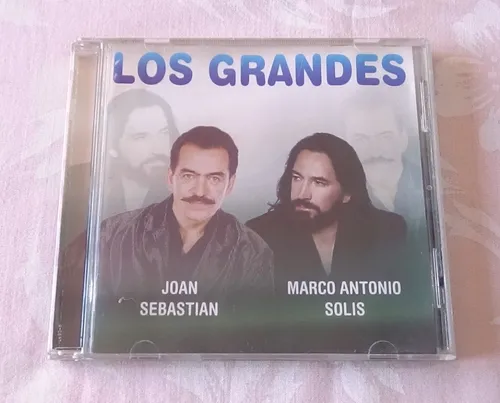 LOS GRANDES
JOAN
SEBASTIAN
MARCO ANTONIO
SOLIS